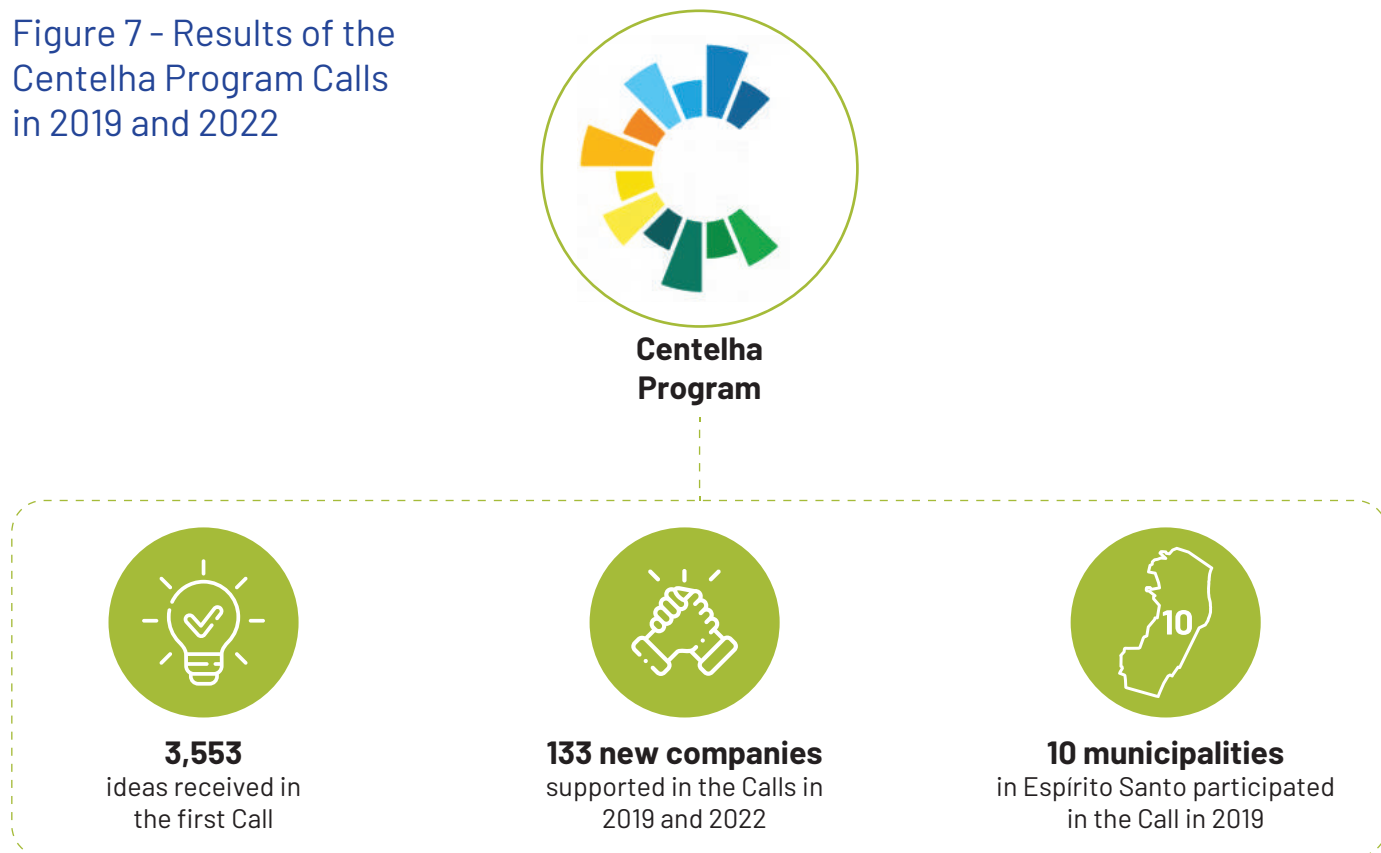 Figure 7 - Results of the
Centelha Program Calls
in 2019 and 2022
Centelha
Program
10
3,553
ideas received in
the first Call
133 new companies
supported in the Calls in
2019 and 2022
10 municipalities
in Espírito Santo participated
in the Call in 2019